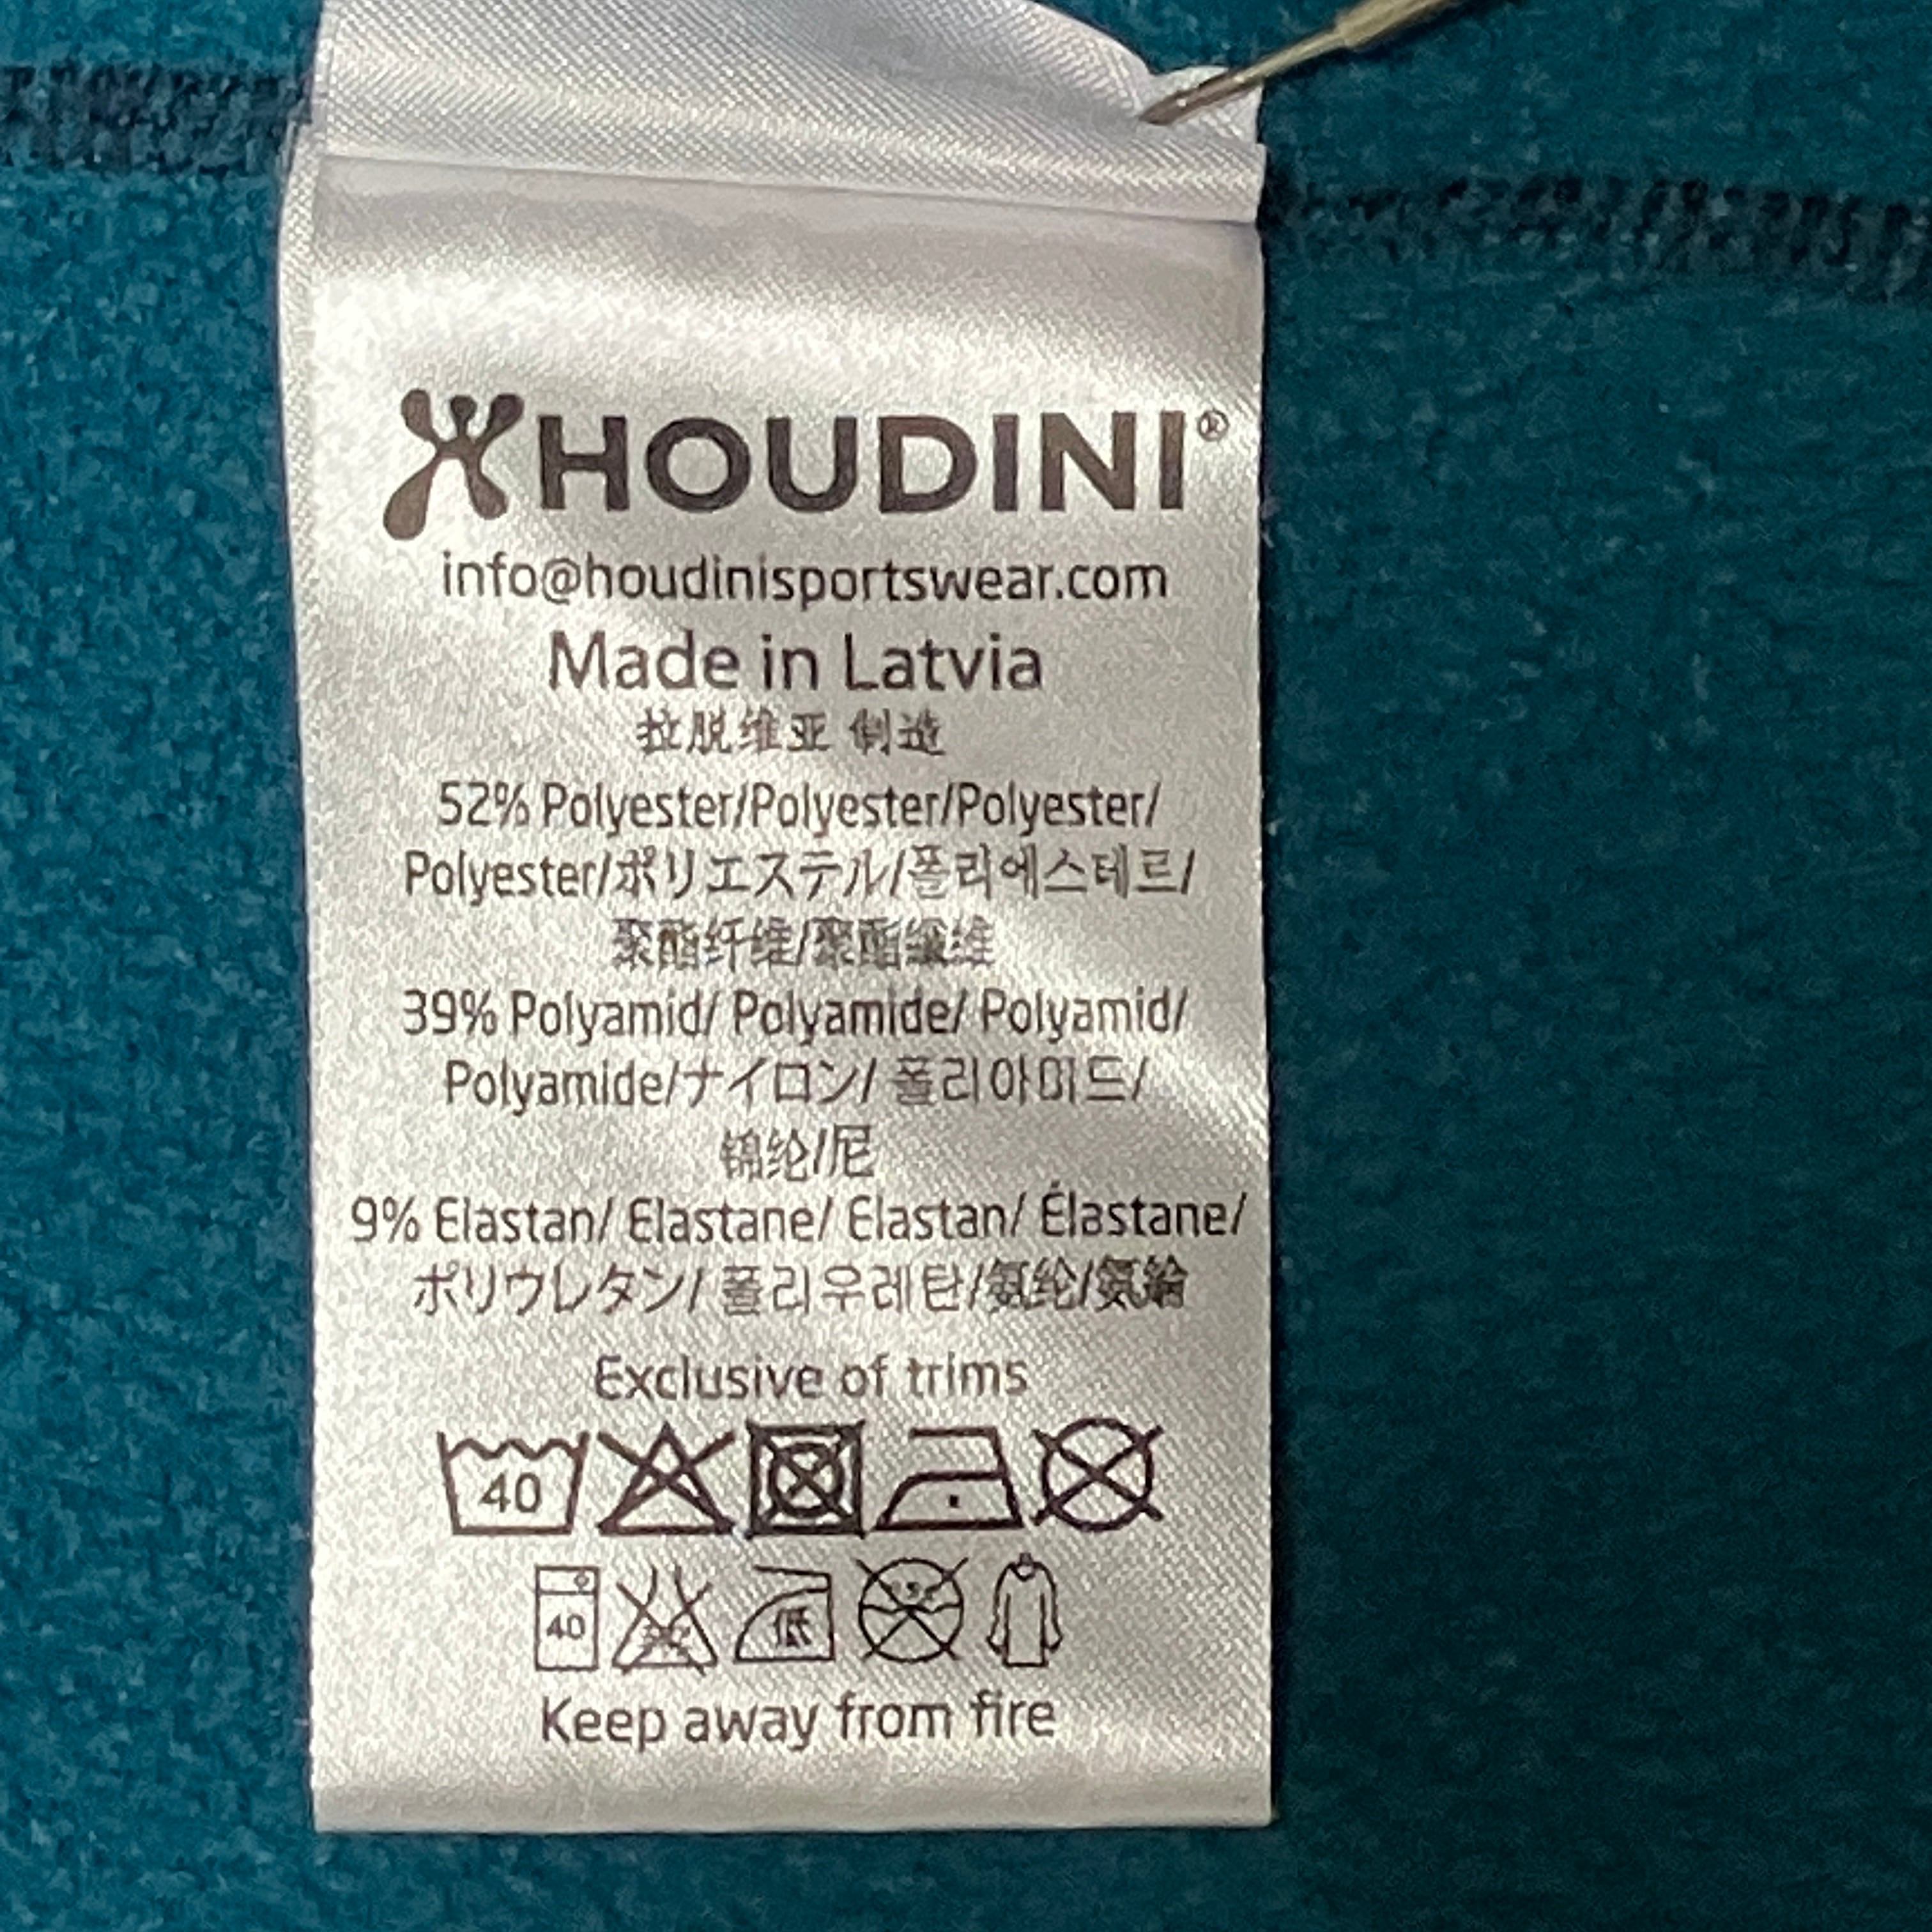 HOUDINI®
info@houdinisportswear.com
Made in Latvia
拉脱维亚 制造
52% Polyester/Polyester/Polyester/
Polyester/ポリエステル/폴리에스테르/
聚酯纤维/聚酯纖维
39% Polyamid/ Polyamide/ Polyamid/
Polyamide/ナイロン/ 폴리아미드/
锦纶/尼
9% Elastan/ Elastane/ Elastan/ Élastane/
ポリウレタン/ 폴리우레탄/氨纶/氨綸
Exclusive of trims
40
40 低
Keep away from fire